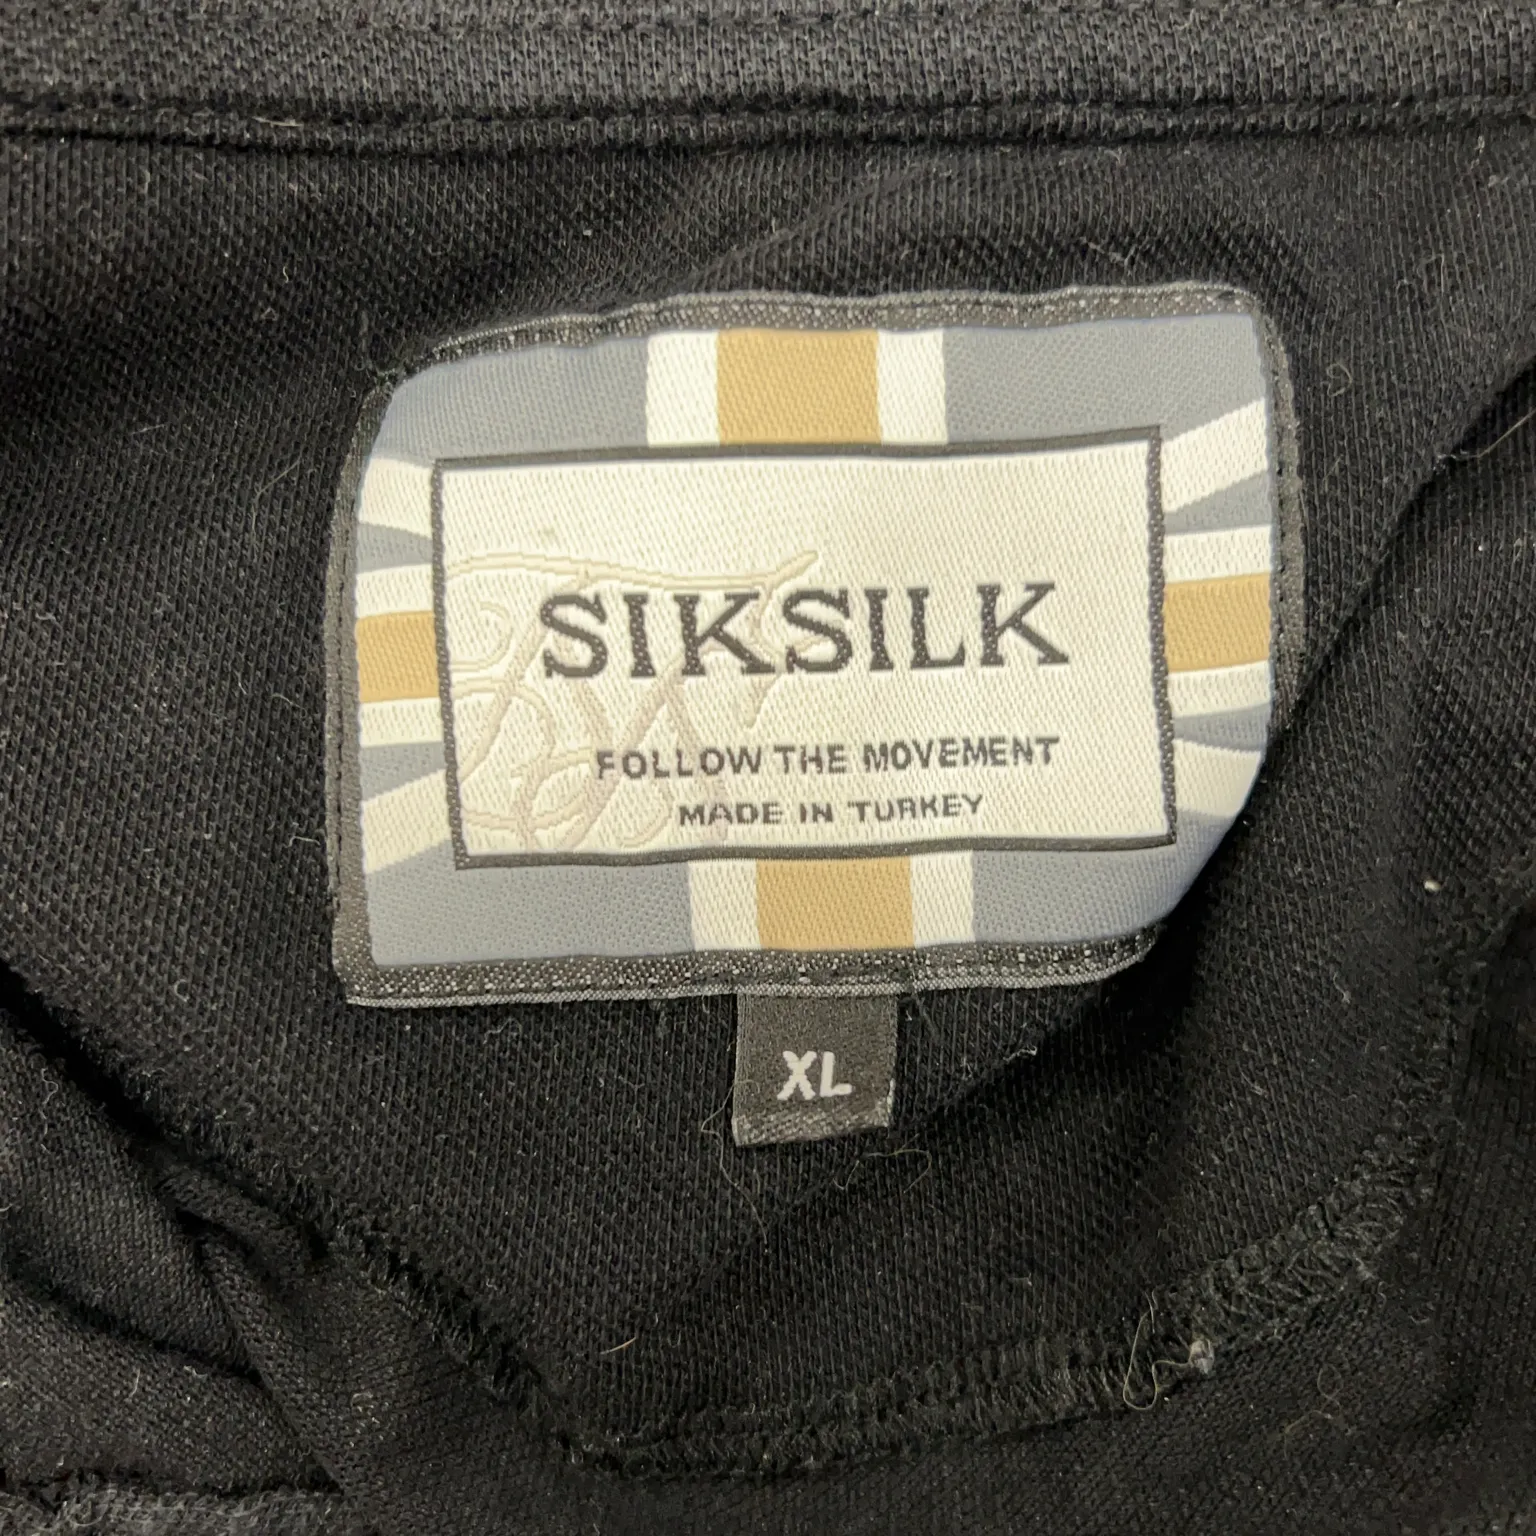 SIKSILK
FOLLOW THE MOVEMENT
MADE IN TURKEY
XL